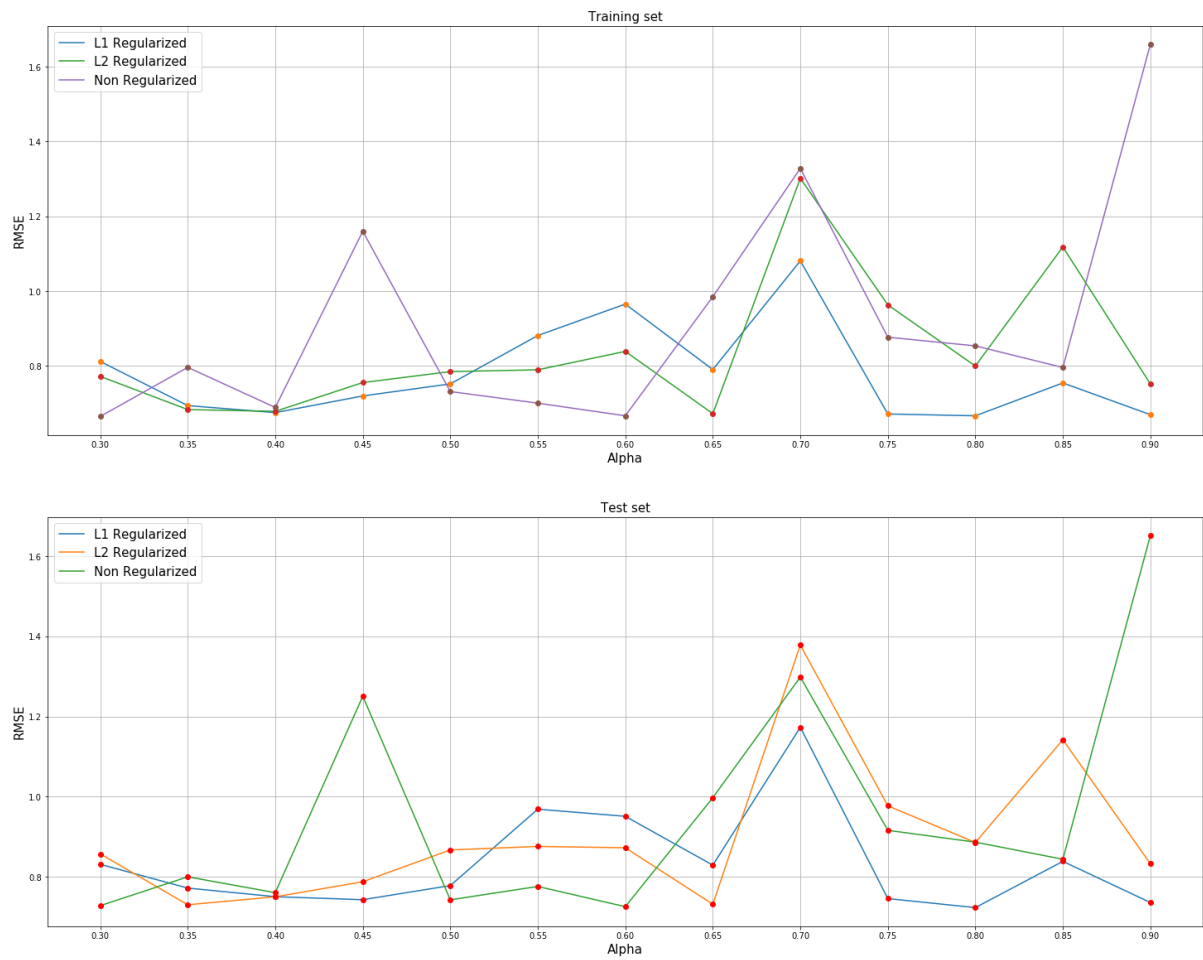 Training set
L1 Regularized
L2 Regularized
Non Regularized
RMSE
1.6
1.4
1.2
1.0
0.8
0.30 0.35 0.40 0.45 0.50 0.55 0.60 0.65 0.70 0.75 0.80 0.85 0.90
Alpha
Test set
L1 Regularized
L2 Regularized
Non Regularized
RMSE
1.6
1.4
1.2
1.0
0.8
0.30 0.35 0.40 0.45 0.50 0.55 0.60 0.65 0.70 0.75 0.80 0.85 0.90
Alpha